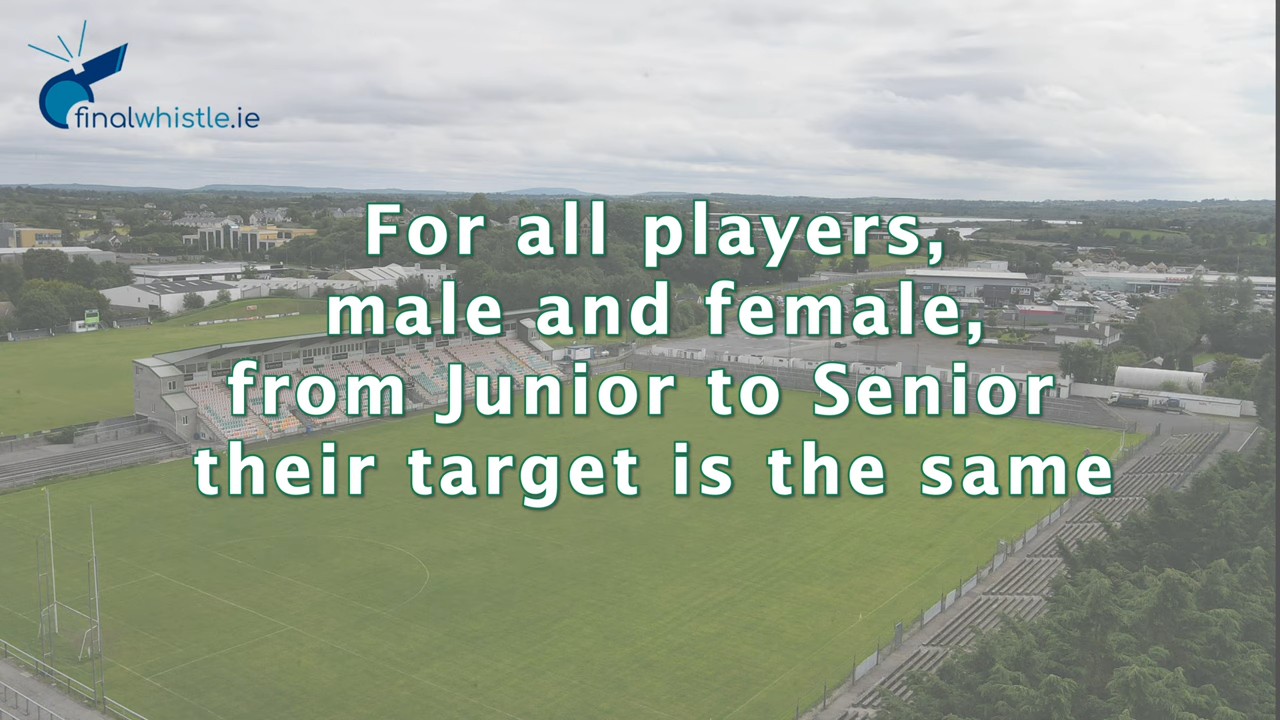 finalwhistle.ie
For all players,
male and female,
from Junior to Senior
their target is the same